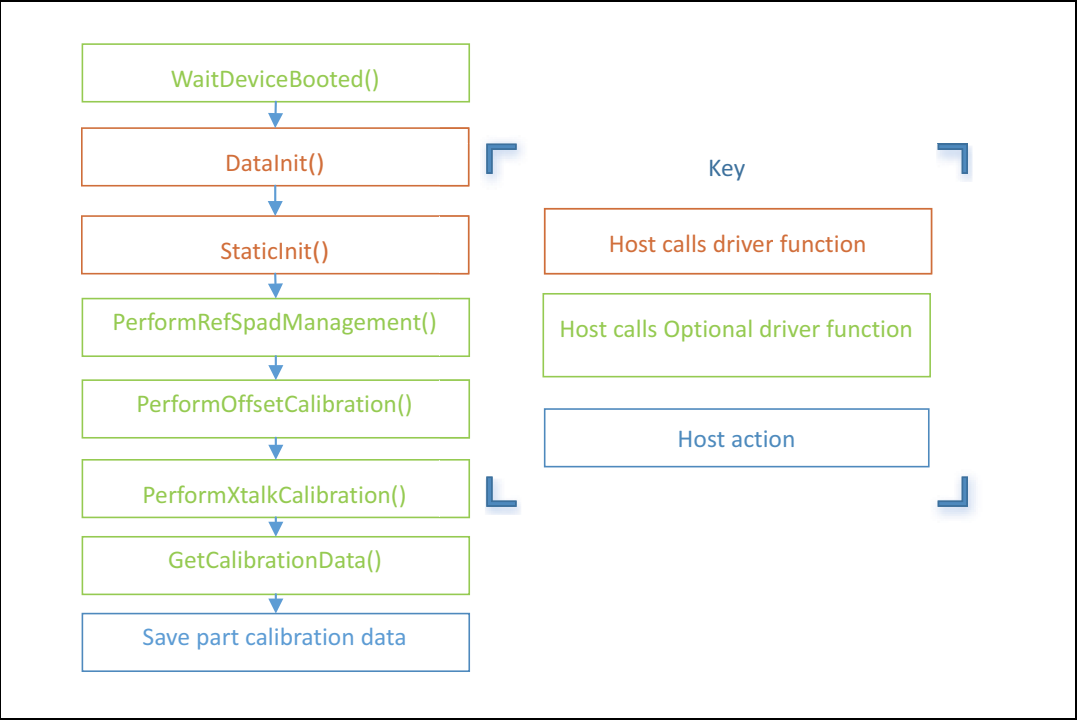 WaitDeviceBooted()
DataInit()
StaticInit()
PerformRefSpadManagement()
PerformOffsetCalibration()
PerformXtalkCalibration()
GetCalibrationData()
Save part calibration data
Key
Host calls driver function
Host calls Optional driver function
Host action